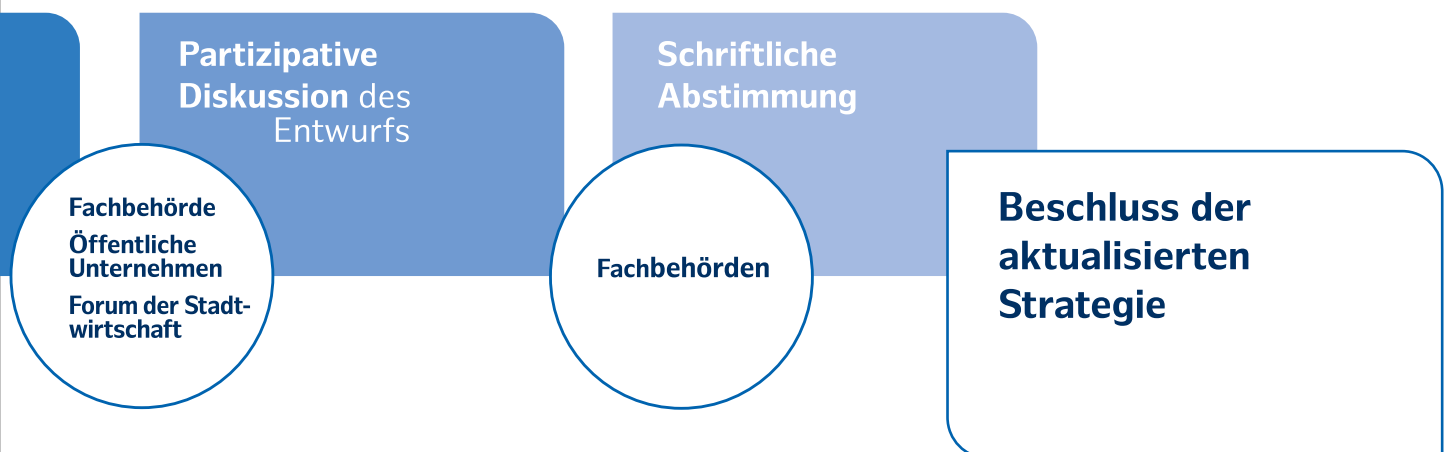 Partizipative
Diskussion des
Entwurfs
Fachbehörde
Öffentliche
Unternehmen
Forum der Stadt-
wirtschaft
Schriftliche
Abstimmung
Fachbehörden
Beschluss der
aktualisierten
Strategie